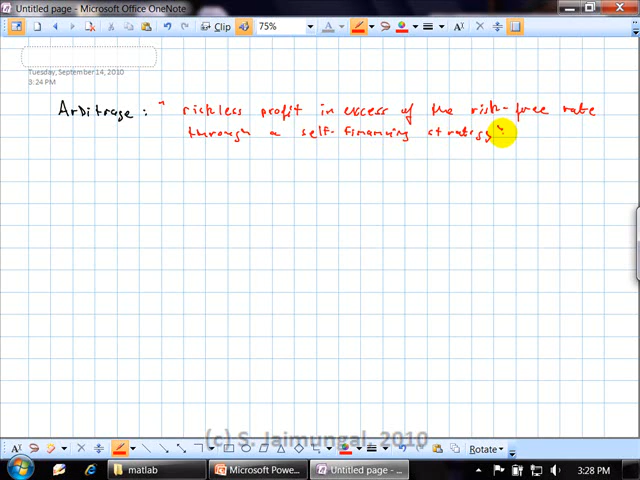 Untitled page - Microsoft Office OneNote
Clip 75%
Tuesday, September 14, 2010
3:24 PM
Arbitrage : " riskless profit in excess of the risk-free rate
through a self-financing strategy"
(c) S. Jaimungal, 2010
Rotate
matlab Microsoft Powe... Untitled page - ... 3:28 PM